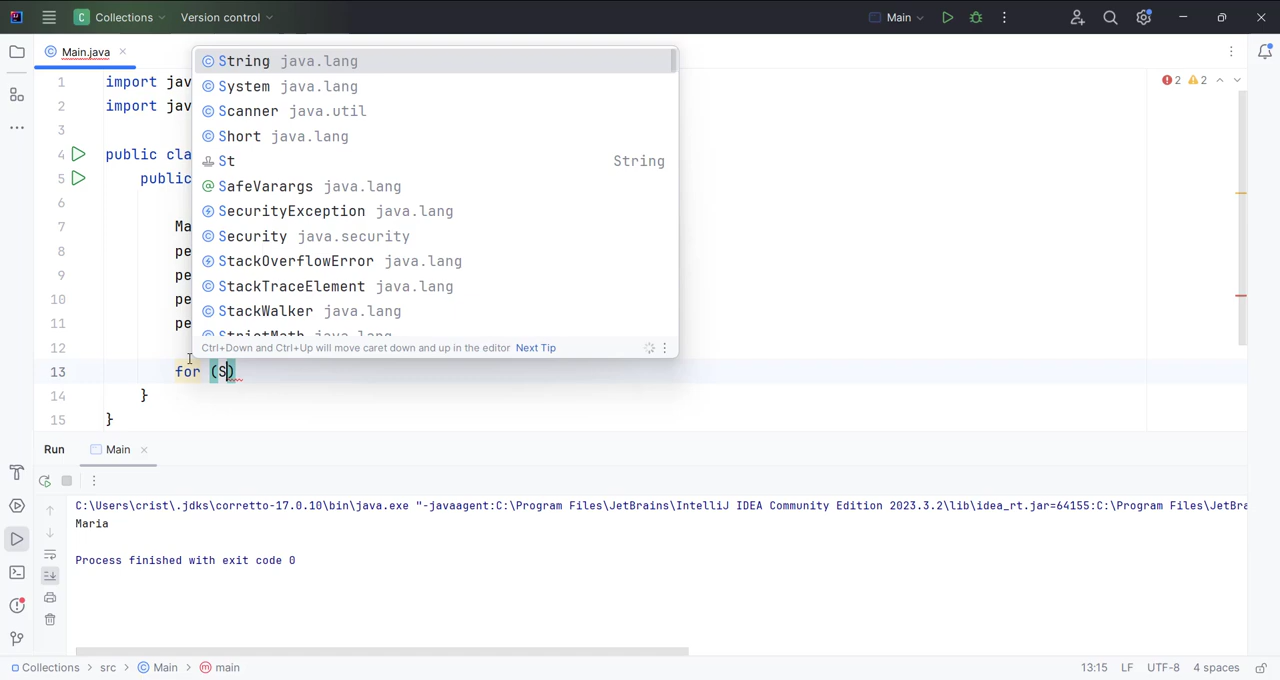 C Collections Version control Main
Main.java
1 import jav
2 import jav
3
4 public cla
5 public
6
7 Ma
8 pe
9 pe
10 pe
11 pe
12
13 for (S)
14 }
15 }
String java.lang
System java.lang
Scanner java.util
Short java.lang
St String
SafeVarargs java.lang
SecurityException java.lang
Security java.security
StackOverflowError java.lang
StackTraceElement java.lang
StackWalker java.lang
StrictMath java.lang
Ctrl+Down and Ctrl+Up will move caret down and up in the editor Next Tip
2 2
Run Main
C:\Users\crist\.jdks\corretto-17.0.10\bin\java.exe "-javaagent:C:\Program Files\JetBrains\IntelliJ IDEA Community Edition 2023.3.2\lib\idea_rt.jar=64155:C:\Program Files\JetBra
Maria
Process finished with exit code 0
Collections > src > Main > main 13:15 LF UTF-8 4 spaces